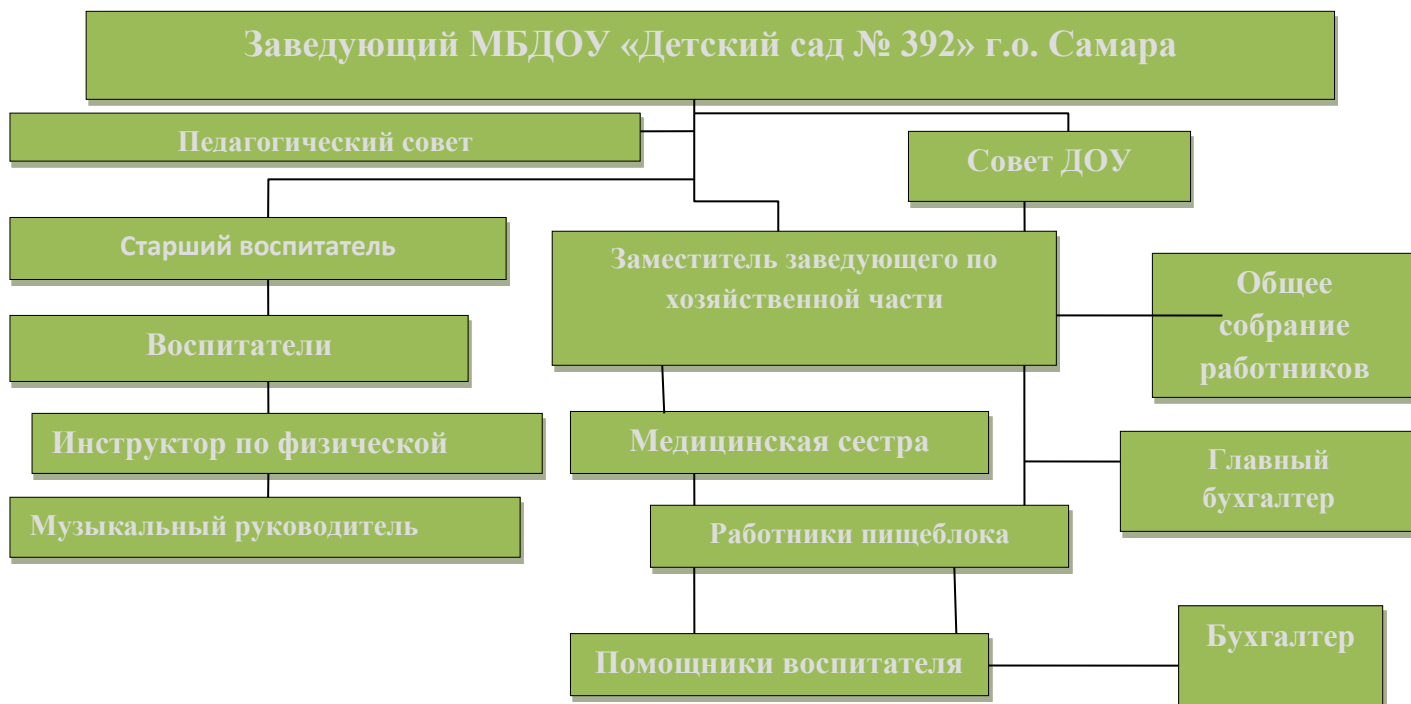 Заведующий МБДОУ «Детский сад № 392» г.о. Самара
Педагогический совет
Совет ДОУ
Старший воспитатель
Заместитель заведующего по
хозяйственной части
Общее
собрание
работников
Воспитатели
Инструктор по физической
Медицинская сестра
Главный
бухгалтер
Музыкальный руководитель
Работники пищеблока
Помощники воспитателя
Бухгалтер